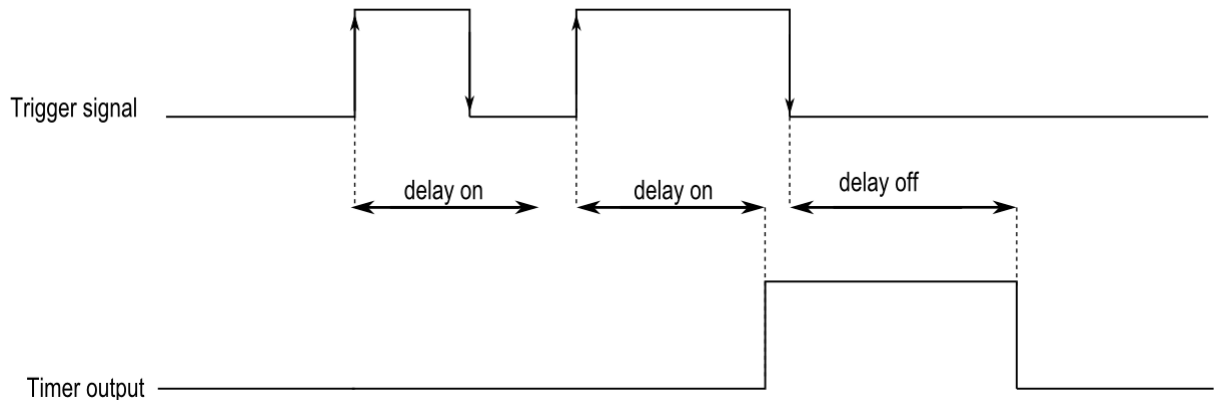 Trigger signal
delay on
delay on
delay off
Timer output